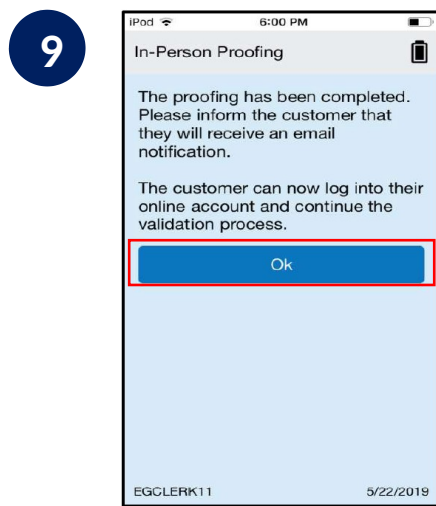 9
iPod 6:00 PM
In-Person Proofing
The proofing has been completed.
Please inform the customer that
they will receive an email
notification.
The customer can now log into their
online account and continue the
validation process.
Ok
EGCLERK11 5/22/2019